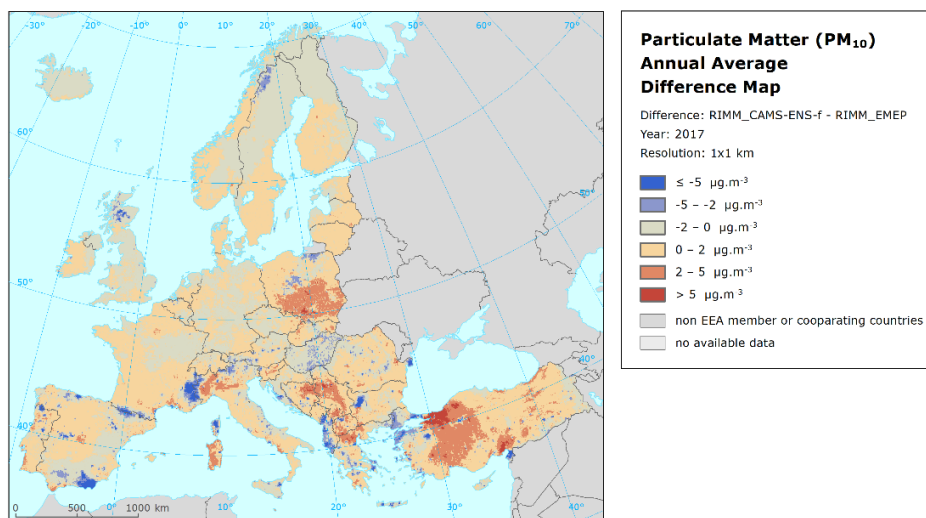 -30° -20° -10° 0° 10° 20° 30° 40° 50° 60° 70°
60°
50°
50°
40°
40°
0 500 1000 km
0° 10° 20° 30° 40°
Particulate Matter (PM₁₀)
Annual Average
Difference Map
Difference: RIMM_CAMS-ENS-f - RIMM_EMEP
Year: 2017
Resolution: 1x1 km
≤ -5 µg.m⁻³
-5 – -2 µg.m⁻³
-2 – 0 µg.m⁻³
0 – 2 µg.m⁻³
2 – 5 µg.m⁻³
> 5 µg.m⁻³
non EEA member or cooparating countries
no available data